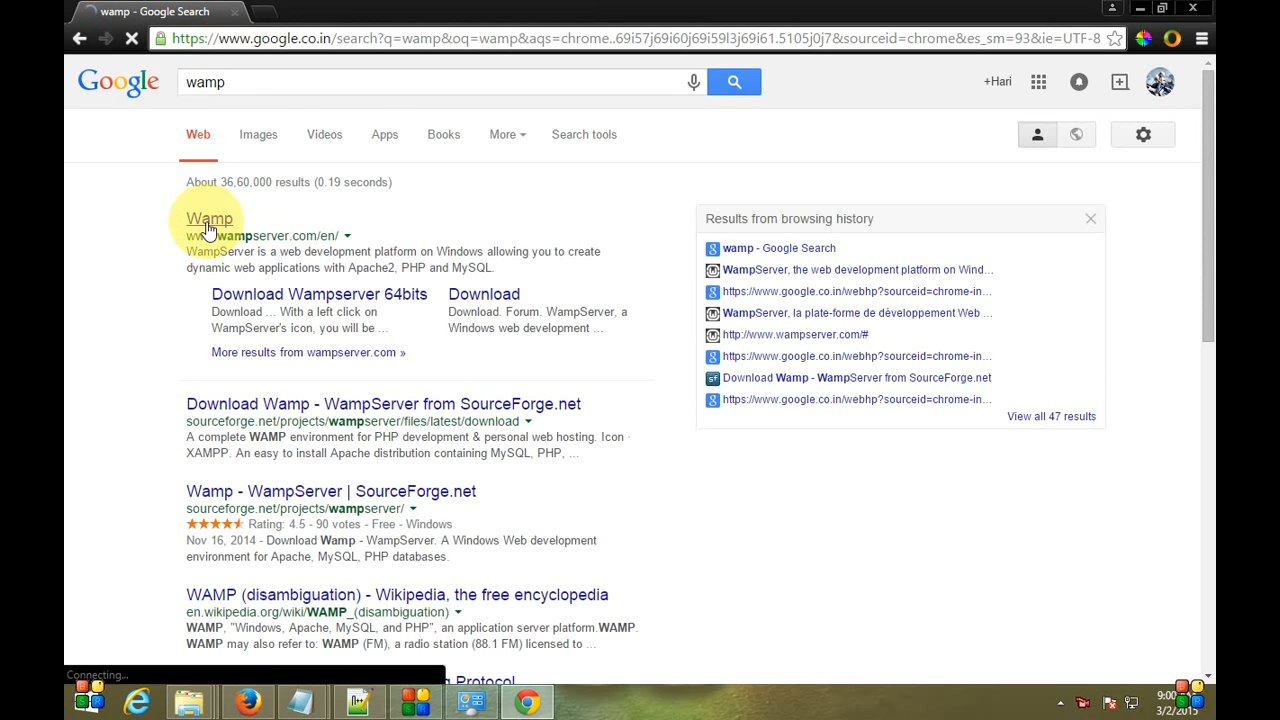 wamp - Google Search
https://www.google.co.in/search?q=wamp&oq=wamp&aqs=chrome..69i57j69i60j69i59l3j69i61.5105j0j7&sourceid=chrome&es_sm=93&ie=UTF-8
Google
wamp
+Hari
Web Images Videos Apps Books More Search tools
About 36,60,000 results (0.19 seconds)
Wamp
wampserver.com/en/
WampServer is a web development platform on Windows allowing you to create
dynamic web applications with Apache2, PHP and MySQL.
Download Wampserver 64bits
Download ... With a left click on
WampServer's icon, you will be ...
Download
Download. Forum. WampServer, a
Windows web development ...
More results from wampserver.com »
Download Wamp - WampServer from SourceForge.net
sourceforge.net/projects/wampserver/files/latest/download
A complete WAMP environment for PHP development & personal web hosting. Icon ·
XAMPP. An easy to install Apache distribution containing MySQL, PHP, ...
Wamp - WampServer | SourceForge.net
sourceforge.net/projects/wampserver/
Rating: 4.5 - 90 votes - Free - Windows
Nov 16, 2014 - Download Wamp - WampServer. A Windows Web development
environment for Apache, MySQL, PHP databases.
WAMP (disambiguation) - Wikipedia, the free encyclopedia
en.wikipedia.org/wiki/WAMP_(disambiguation)
WAMP, "Windows, Apache, MySQL, and PHP", an application server platform.WAMP.
WAMP may also refer to: WAMP (FM), a radio station (88.1 FM) licensed to ...
Protocol
Results from browsing history
wamp - Google Search
WampServer, the web development platform on Wind...
https://www.google.co.in/webhp?sourceid=chrome-in...
WampServer, la plate-forme de développement Web ...
http://www.wampserver.com/#
https://www.google.co.in/webhp?sourceid=chrome-in...
Download Wamp - WampServer from SourceForge.net
https://www.google.co.in/webhp?sourceid=chrome-in...
View all 47 results
Connecting...